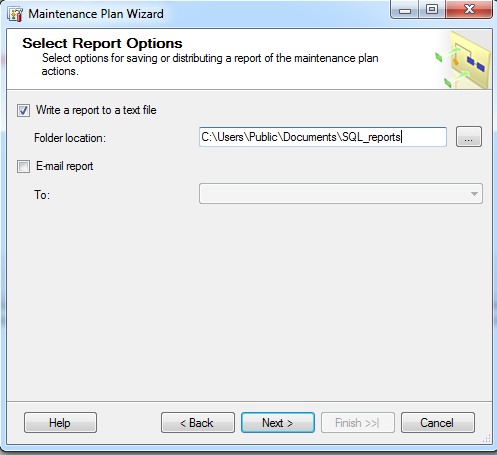 Maintenance Plan Wizard
Select Report Options
Select options for saving or distributing a report of the maintenance plan
actions.
Write a report to a text file
Folder location:
C:\Users\Public\Documents\SQL_reports
...
E-mail report
To:
Help
< Back
Next >
Finish >>|
Cancel